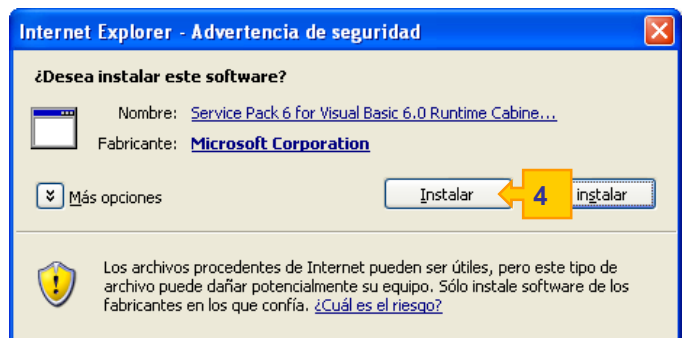 Internet Explorer - Advertencia de seguridad
¿Desea instalar este software?
Nombre: Service Pack 6 for Visual Basic 6.0 Runtime Cabine...
Fabricante: Microsoft Corporation
Más opciones
Instalar
4
instalar
Los archivos procedentes de Internet pueden ser útiles, pero este tipo de
archivo puede dañar potencialmente su equipo. Sólo instale software de los
fabricantes en los que confía. ¿Cuál es el riesgo?